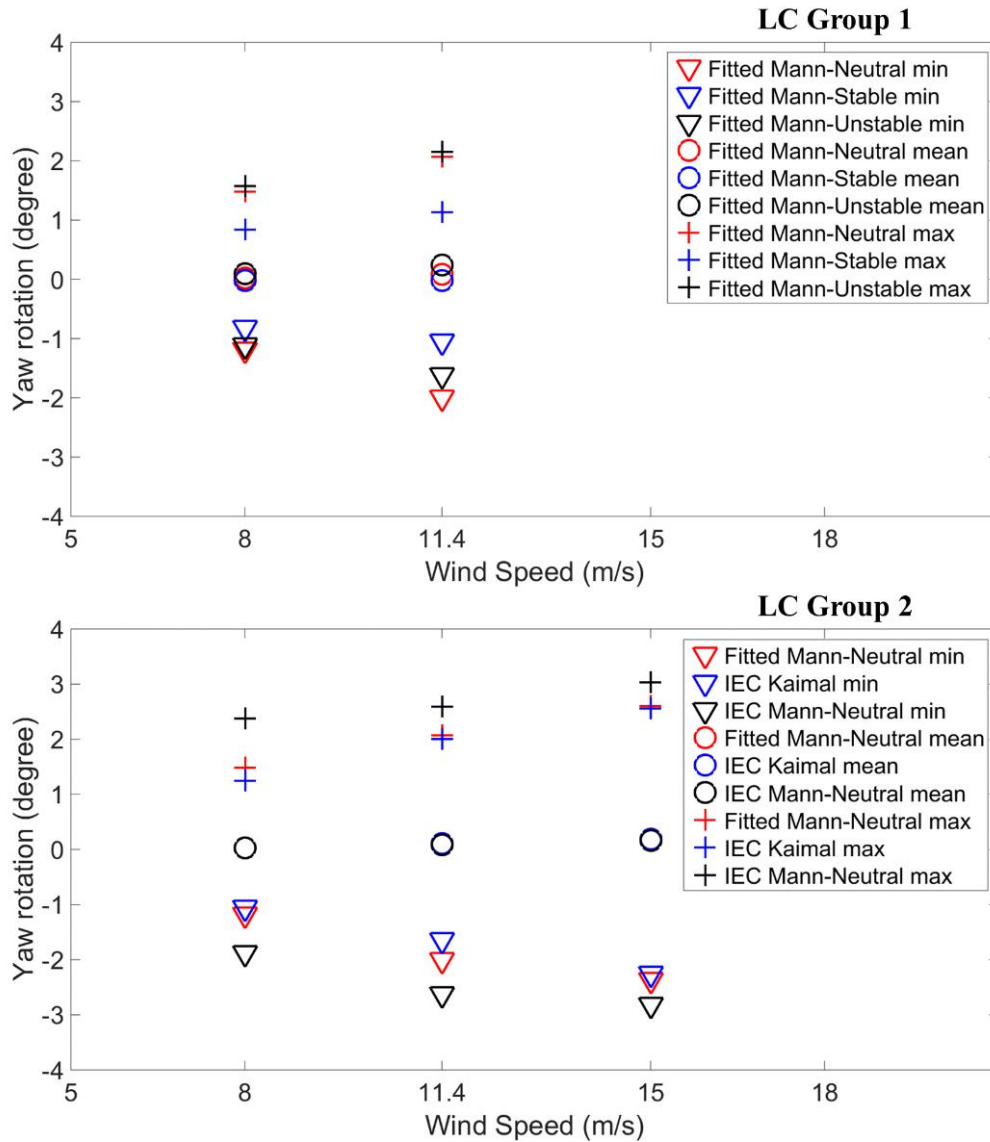 LC Group 1
4
3
2
1
0
-1
-2
-3
-4
Yaw rotation (degree)
Fitted Mann-Neutral min
Fitted Mann-Stable min
Fitted Mann-Unstable min
Fitted Mann-Neutral mean
Fitted Mann-Stable mean
Fitted Mann-Unstable mean
Fitted Mann-Neutral max
Fitted Mann-Stable max
Fitted Mann-Unstable max
5 8 11.4 15 18
Wind Speed (m/s)
LC Group 2
4
3
2
1
0
-1
-2
-3
-4
Yaw rotation (degree)
Fitted Mann-Neutral min
IEC Kaimal min
IEC Mann-Neutral min
Fitted Mann-Neutral mean
IEC Kaimal mean
IEC Mann-Neutral mean
Fitted Mann-Neutral max
IEC Kaimal max
IEC Mann-Neutral max
5 8 11.4 15 18
Wind Speed (m/s)